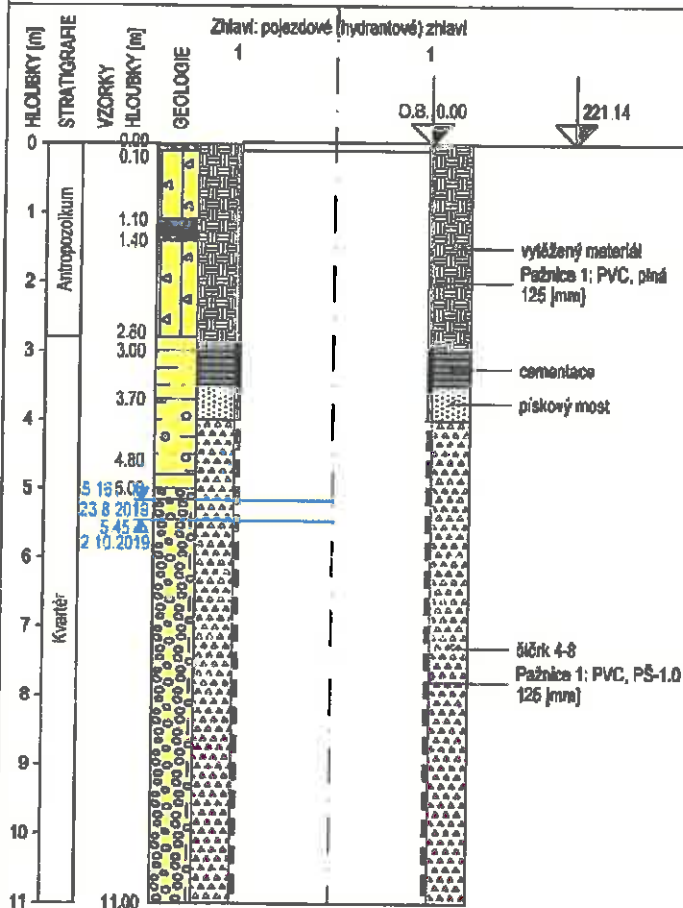 Zhlaví: pojezdové (hydrantové) zhlaví
1 1
HLOUBKY [m]
STRATIGRAFIE
VZORKY
HLOUBKY [m]
GEOLOGIE
O.B. 0.00
221.14
0
1
2
3
4
5
6
7
8
9
10
11
Antropozoikum
Kvartér
0.00
0.10
1.10
1.40
2.80
3.00
3.70
4.80
5.00
5.16
23.8.2019
5.45
2.10.2019
11.00
vytěžený materiál
Pažnice 1: PVC, plná
125 [mm]
cementace
pískový most
štěrk 4-8
Pažnice 1: PVC, PŠ-1.0
125 [mm]